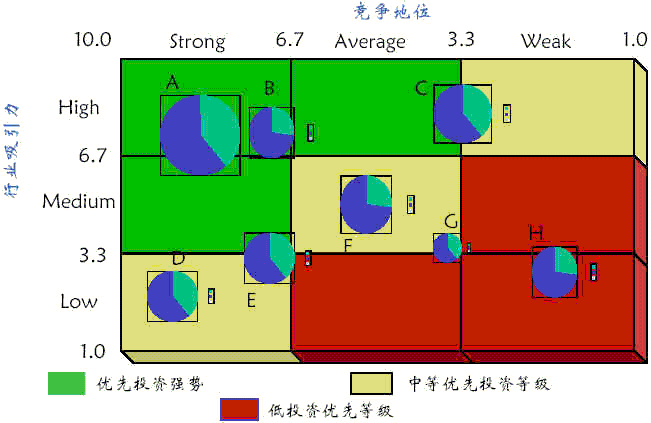 竞争地位
10.0 Strong 6.7 Average 3.3 Weak 1.0
A
B
C
High
行业吸引力
6.7
Medium
F
G
H
3.3
D
E
Low
1.0
优先投资强势
中等优先投资等级
低投资优先等级